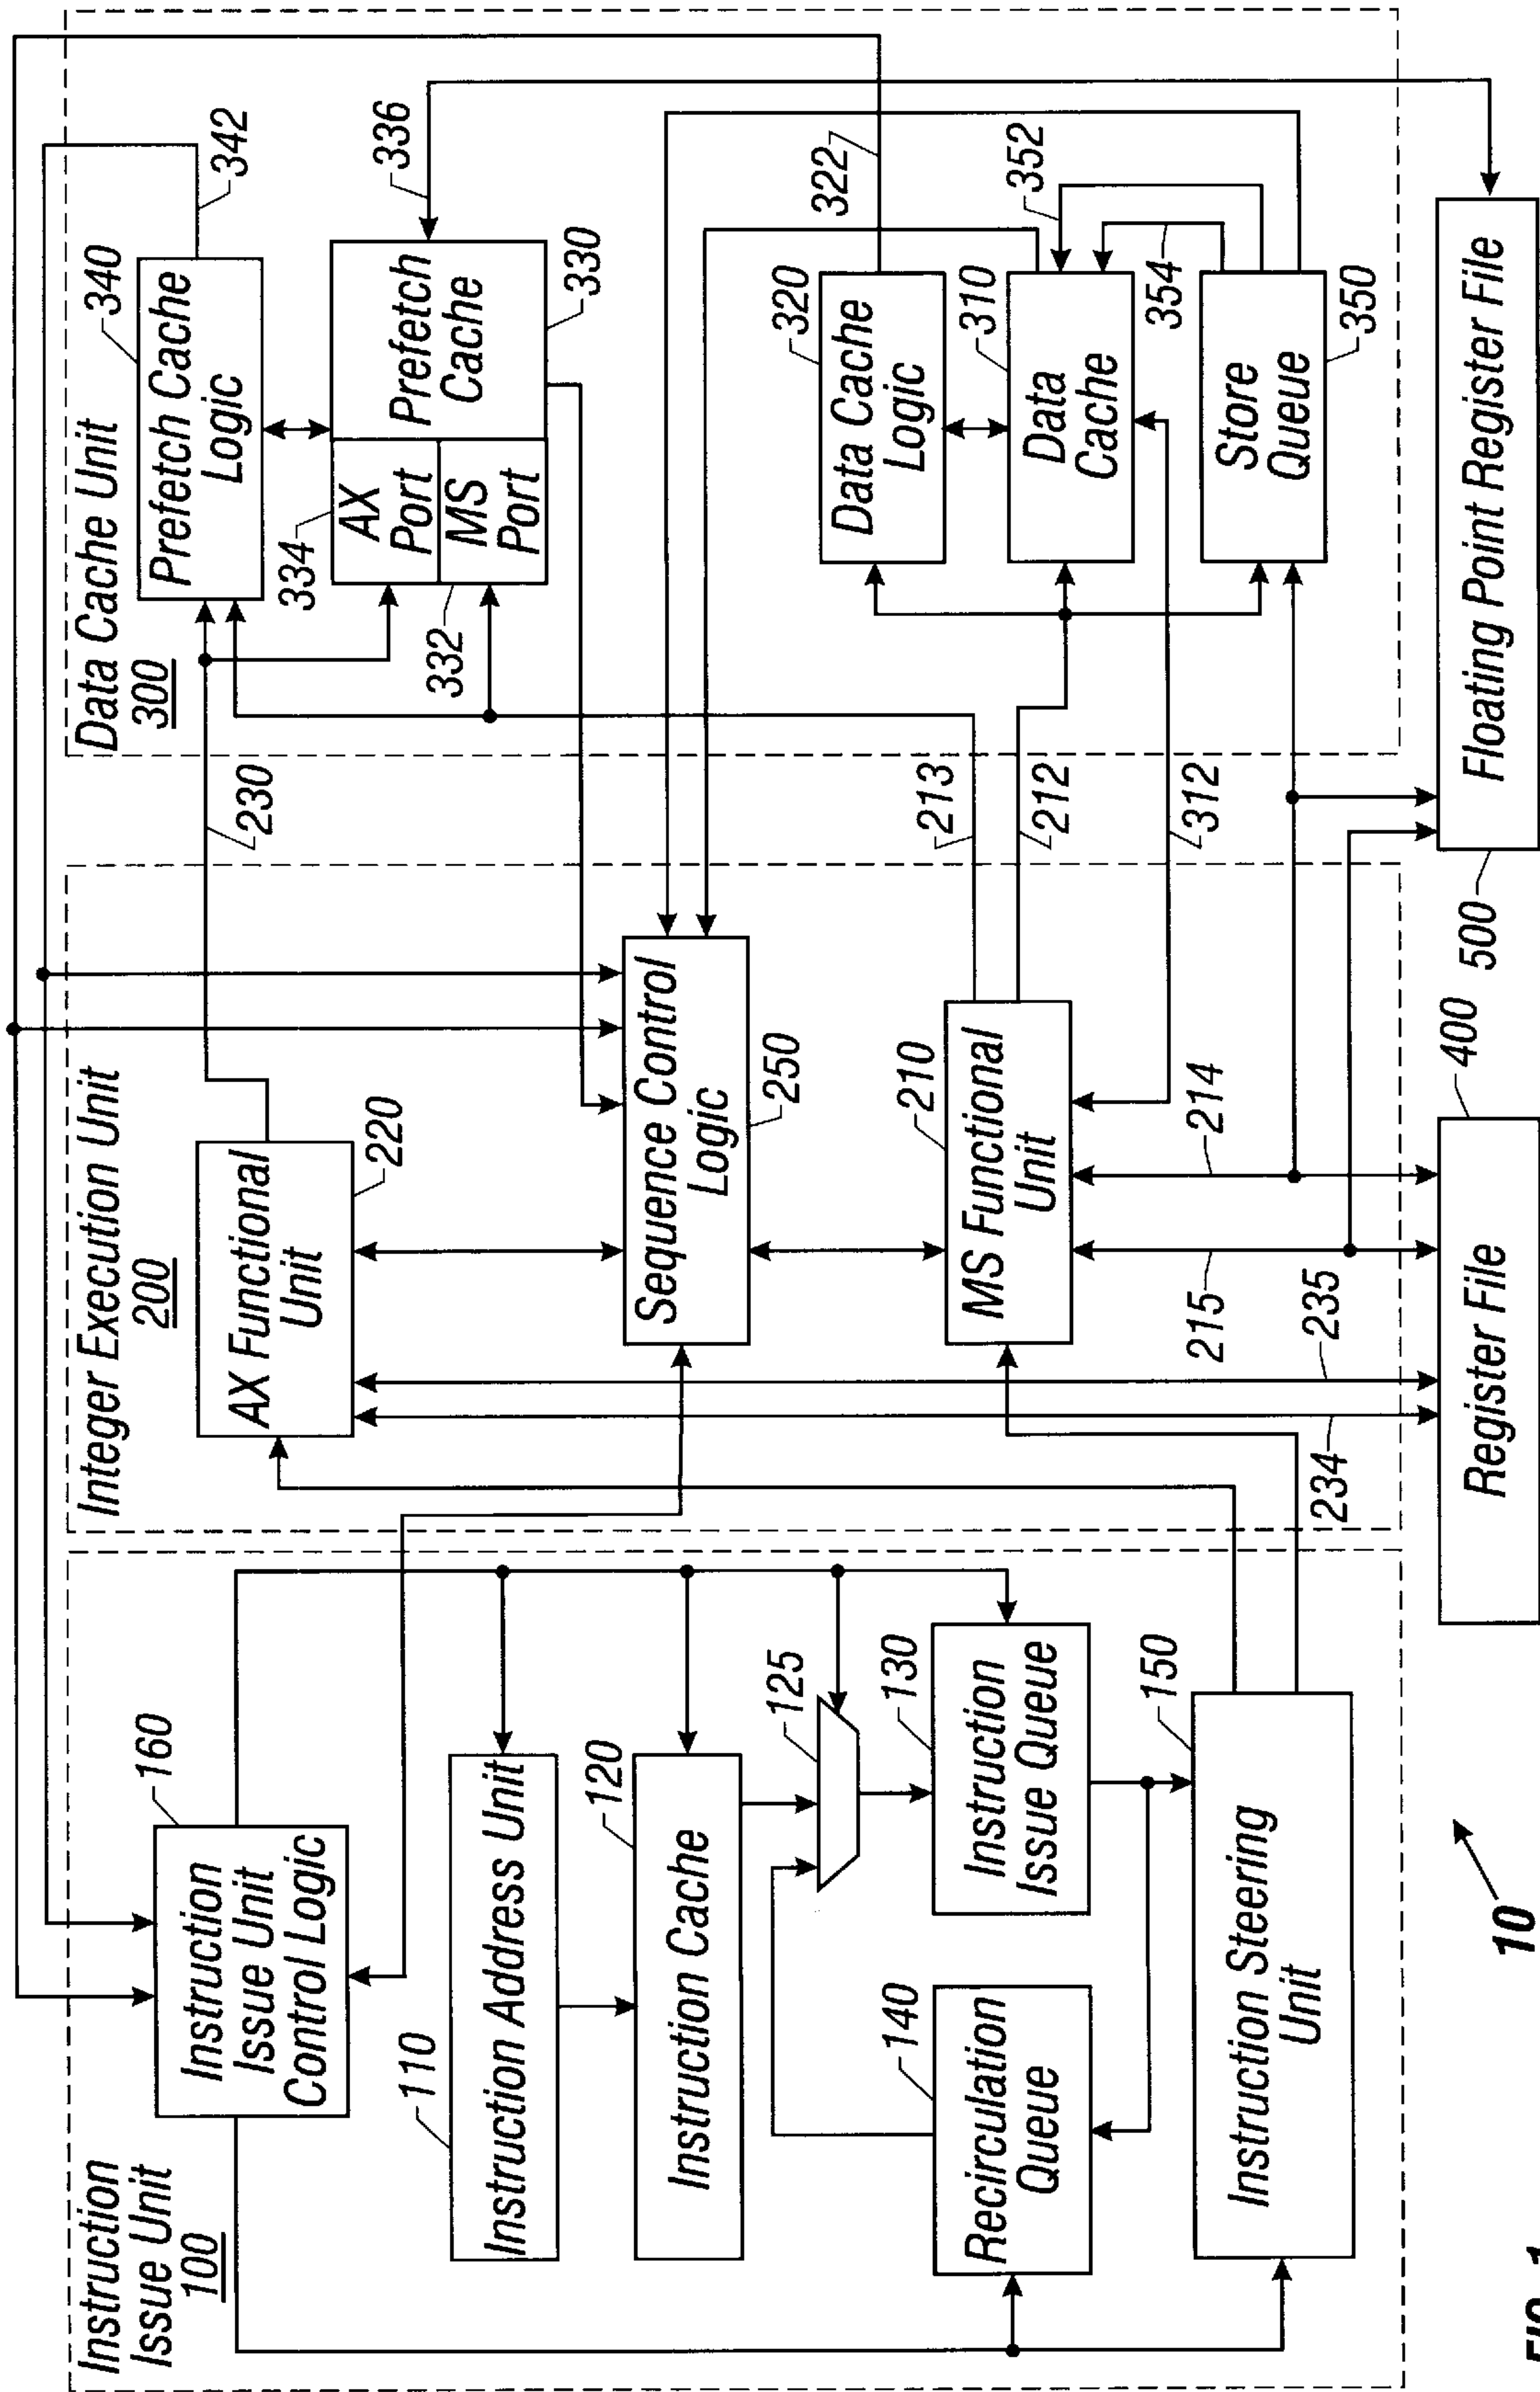 Instruction
Issue Unit
100
160
Instruction
Issue Unit
Control Logic
110
Instruction Address Unit
120
Instruction Cache
125
130
Instruction
Issue Queue
140
Recirculation
Queue
150
Instruction Steering
Unit
Integer Execution Unit
200
AX Functional
Unit
220
230
Sequence Control
Logic
250
210
MS Functional
Unit
213
212
312
214
215
235
234
Data Cache Unit
300
340
Prefetch Cache
Logic
342
334
AX
Port
MS
Port
332
Prefetch
Cache
336
330
322
320
Data Cache
Logic
310
Data
Cache
352
354
Store
Queue
350
400
Register File
500
Floating Point Register File
10
FIG. 1